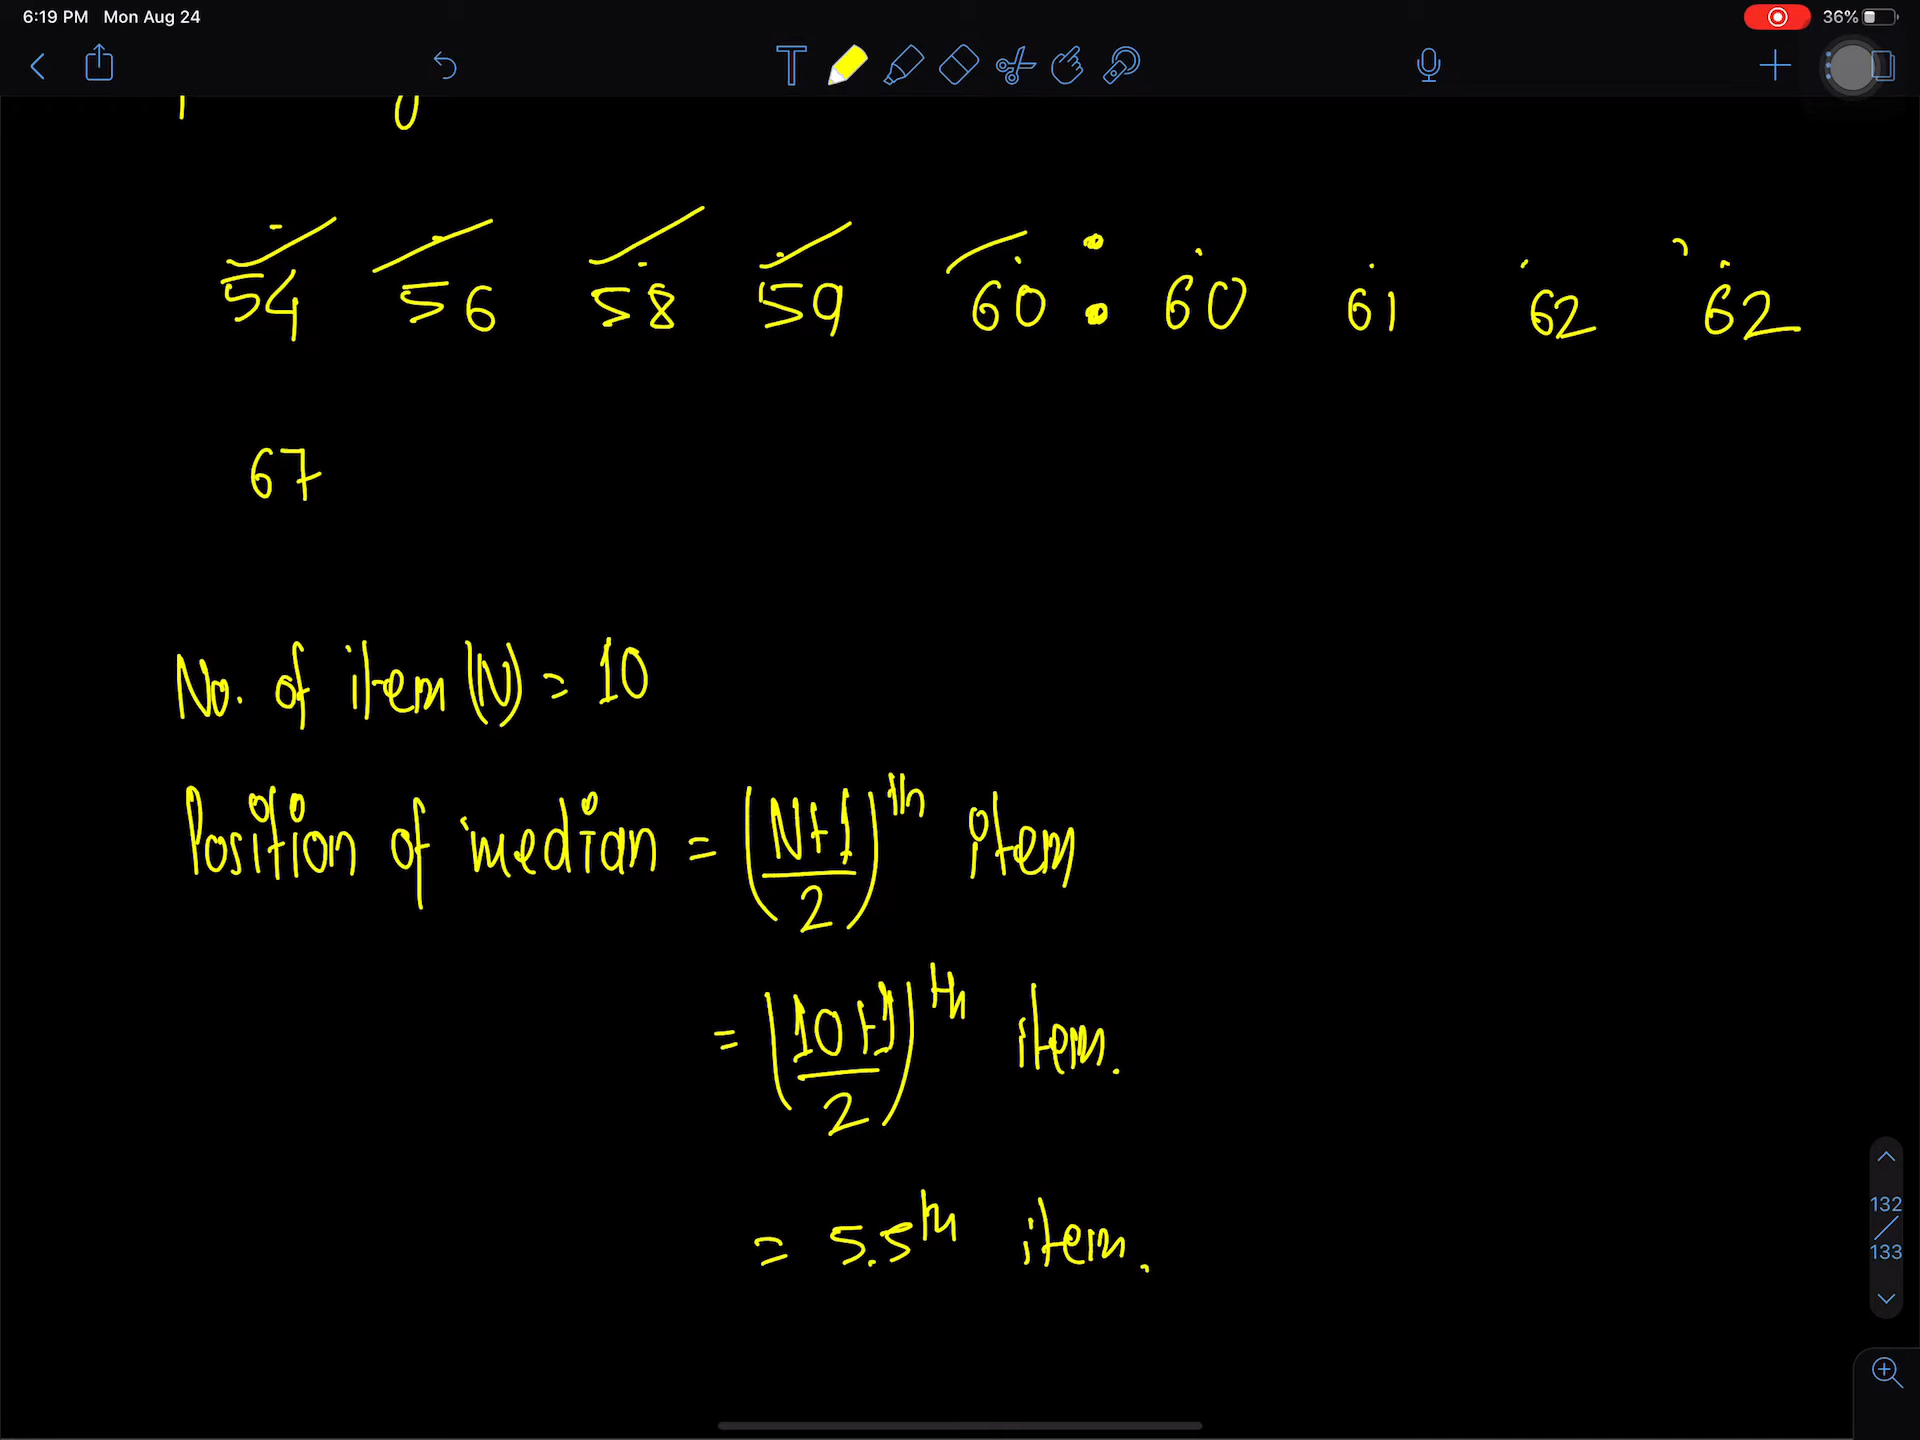 6:19 PM Mon Aug 24
36%
54 56 58 59 60 : 60 61 62 62
67
No. of item (N) = 10
Position of median = (N+1/2)th item
= (10+1/2)th item.
= 5.5th item.
132
133